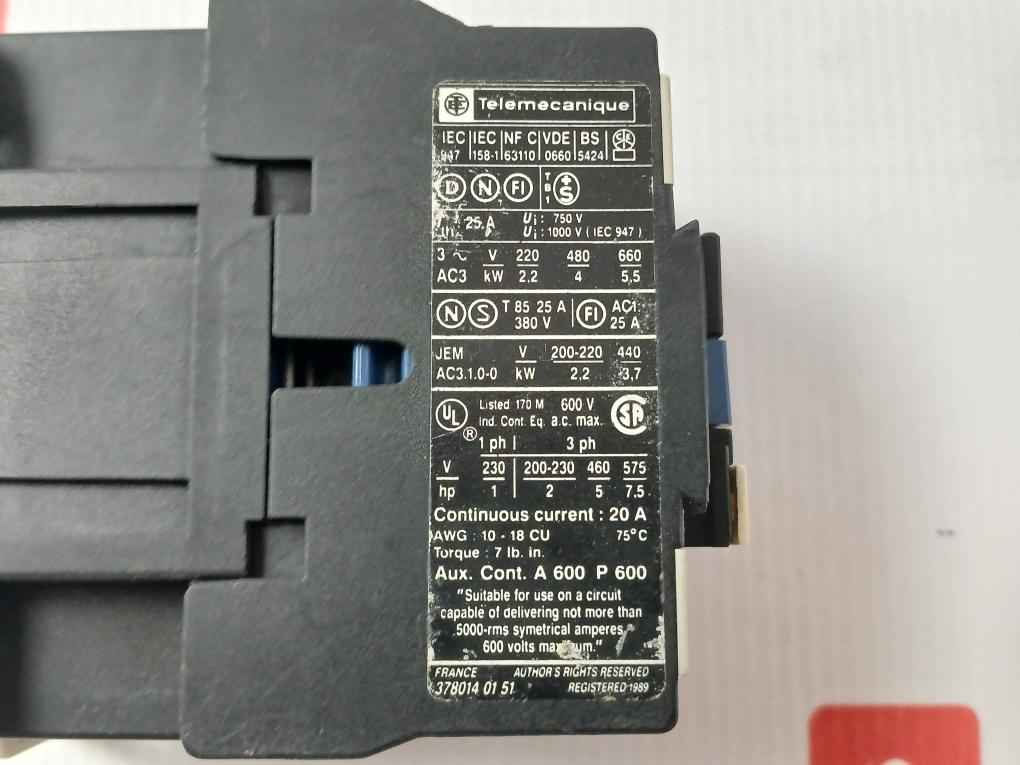 Telemecanique
IEC IEC NF C VDE BS
158-1 63110 0660 5424
D N FI S
25 A Ui : 750 V
Ui : 1000 V ( IEC 947 )
3 ~ V 220 480 660
AC3 kW 2,2 4 5,5
N S T 85 25 A FI AC1:
380 V 25 A
JEM V 200-220 440
AC3.1.0-0 kW 2,2 3,7
UL ® Listed 170 M 600 V SA
Ind. Cont. Eq. a.c. max.
1 ph 3 ph
V 230 200-230 460 575
hp 1 2 5 7.5
Continuous current : 20 A
AWG : 10 - 18 CU 75°C
Torque : 7 lb. in.
Aux. Cont. A 600 P 600
"Suitable for use on a circuit
capable of delivering not more than
5000-rms symetrical amperes
600 volts maximum."
FRANCE AUTHOR'S RIGHTS RESERVED
378014 01 51 REGISTERED 1989